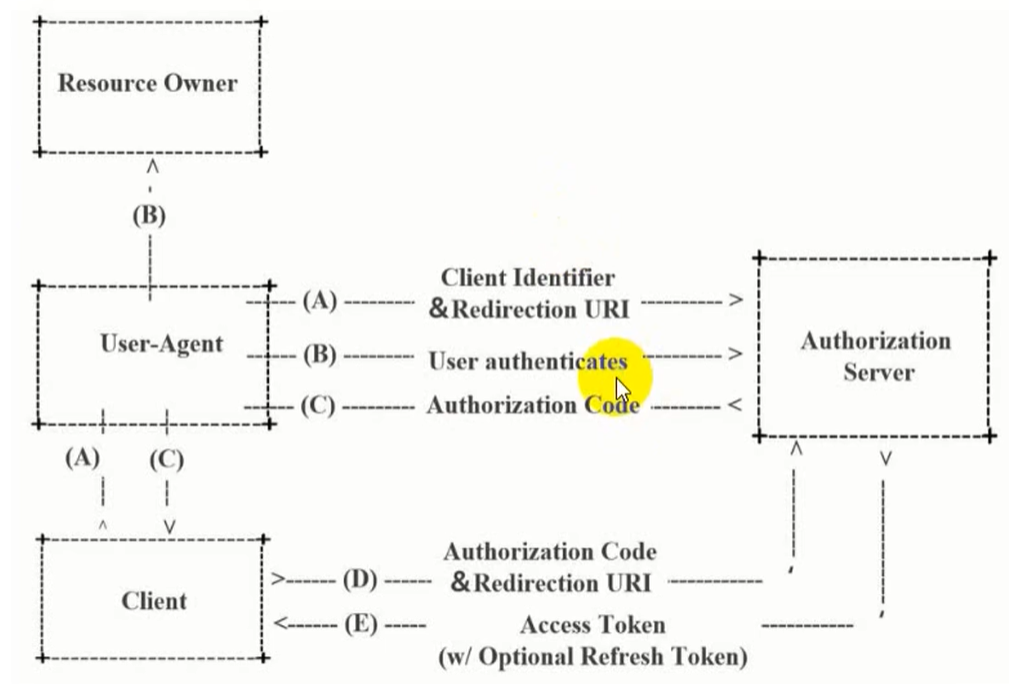 Resource Owner
(B)
Client Identifier
(A) &Redirection URI
User-Agent
(B) User authenticates
Authorization
Server
(C) Authorization Code
(A) (C)
Authorization Code
(D) &Redirection URI
Client
(E) Access Token
(w/ Optional Refresh Token)